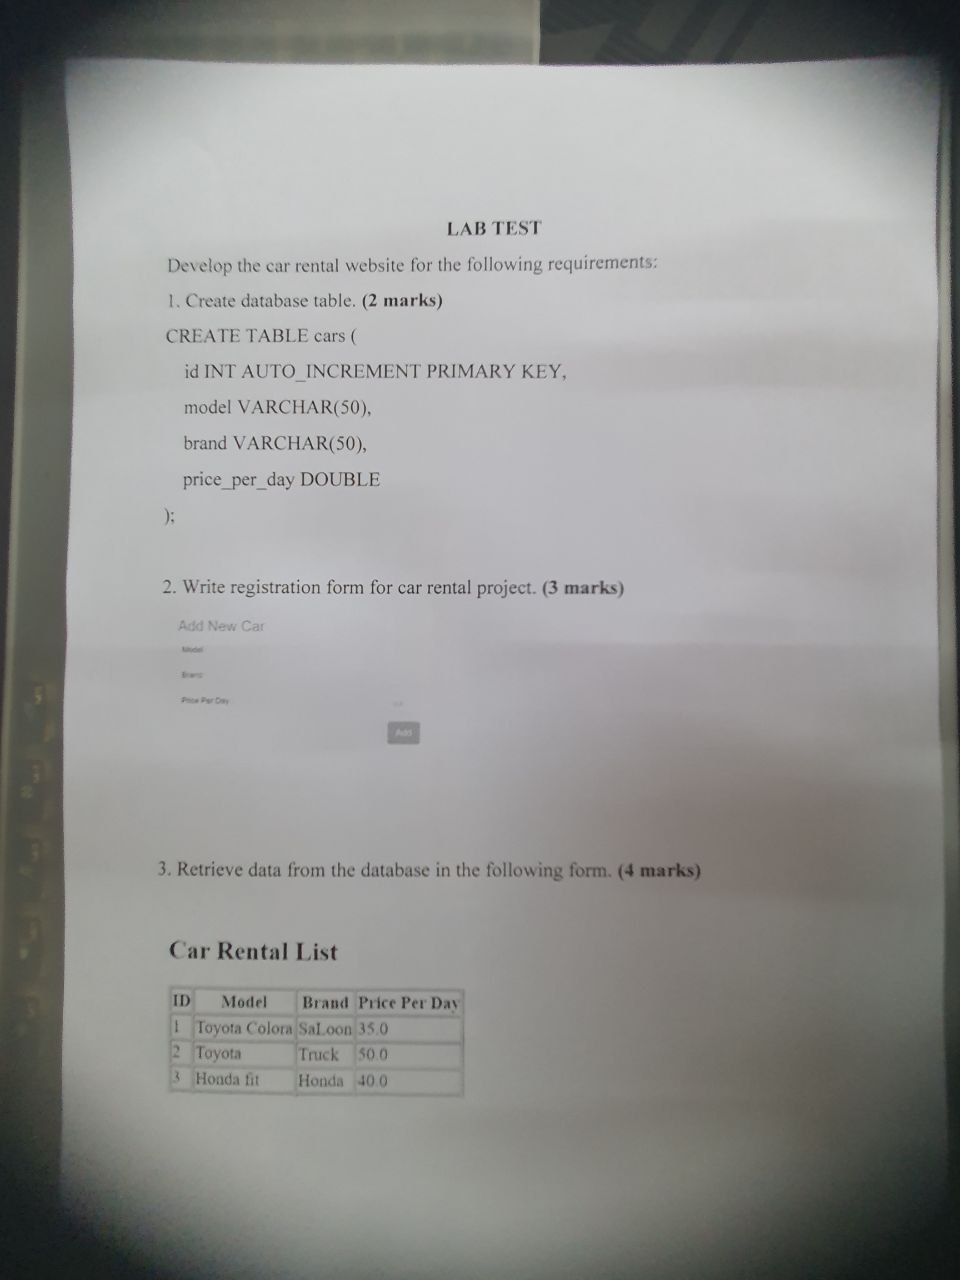 LAB TEST
Develop the car rental website for the following requirements:
1. Create database table. (2 marks)
CREATE TABLE cars (
id INT AUTO_INCREMENT PRIMARY KEY,
model VARCHAR(50),
brand VARCHAR(50),
price_per_day DOUBLE
);
2. Write registration form for car rental project. (3 marks)
Add New Car
Model
Brand
Price Per Day
Add
3. Retrieve data from the database in the following form. (4 marks)
Car Rental List
ID Model Brand Price Per Day
1 Toyota Colora SaLoon 35.0
2 Toyota Truck 50.0
3 Honda fit Honda 40.0